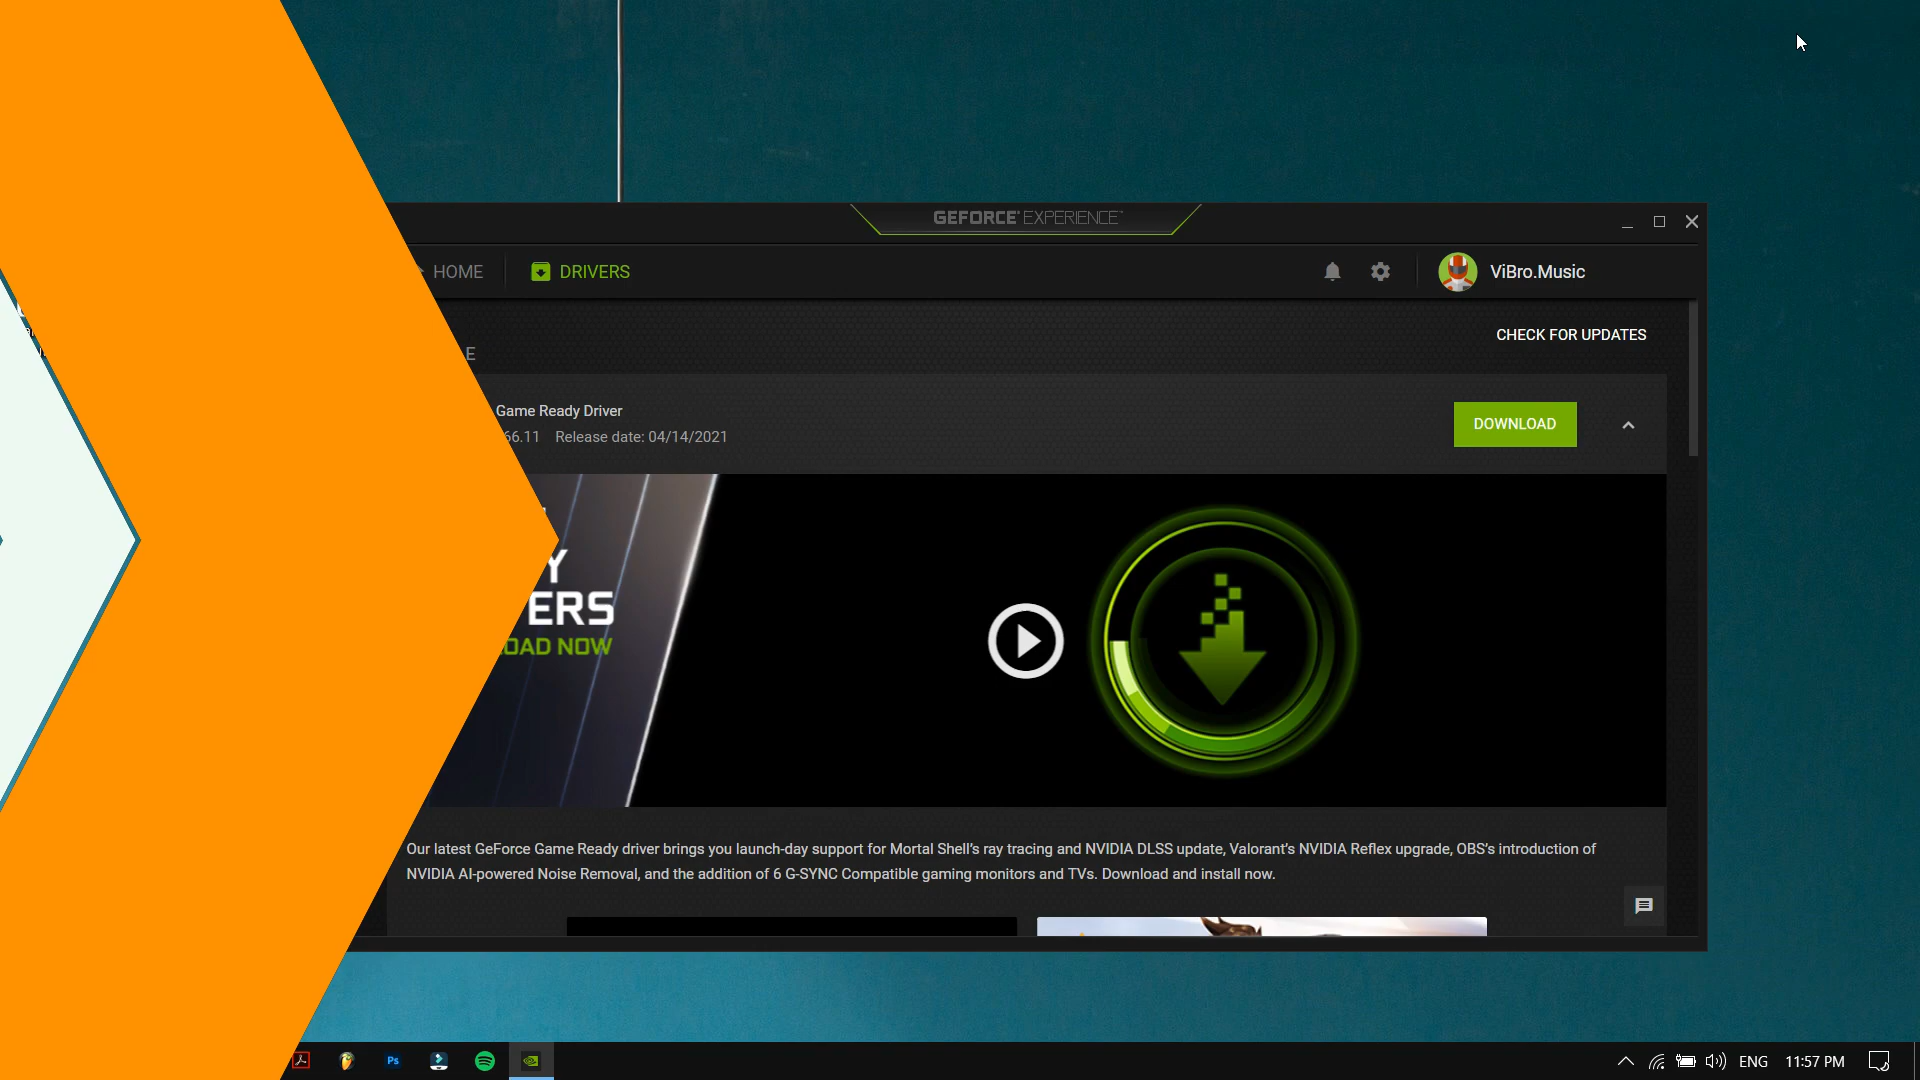 GEFORCE EXPERIENCE
HOME
DRIVERS
ViBro.Music
CHECK FOR UPDATES
E
Game Ready Driver
66.11 Release date: 04/14/2021
DOWNLOAD
Y
ERS
OAD NOW
Our latest GeForce Game Ready driver brings you launch-day support for Mortal Shell's ray tracing and NVIDIA DLSS update, Valorant's NVIDIA Reflex upgrade, OBS's introduction of
NVIDIA AI-powered Noise Removal, and the addition of 6 G-SYNC Compatible gaming monitors and TVs. Download and install now.
Ps
ENG
11:57 PM